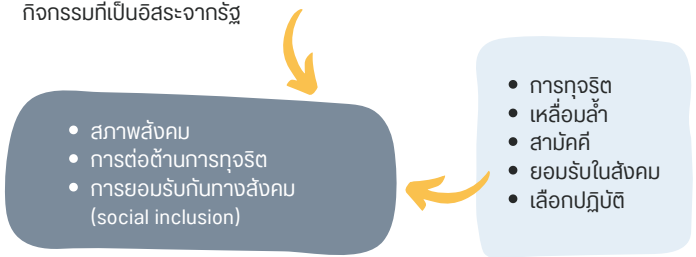 กิจกรรมที่เป็นอิสระจากรัฐ
สภาพสังคม
การต่อต้านการทุจริต
การยอมรับกันทางสังคม
(social inclusion)
การทุจริต
เหลื่อมล้ำ
สามัคคี
ยอมรับในสังคม
เลือกปฏิบัติ